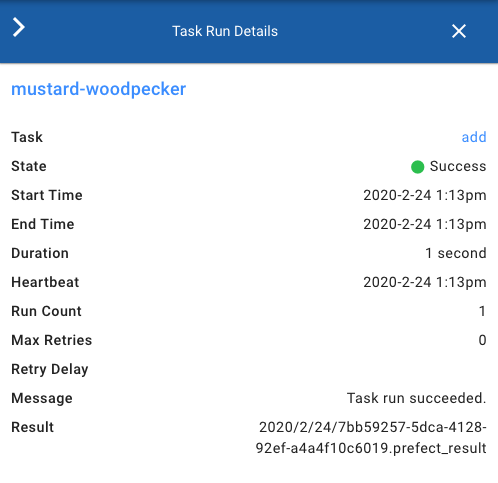 Task Run Details
mustard-woodpecker
Task add
State Success
Start Time 2020-2-24 1:13pm
End Time 2020-2-24 1:13pm
Duration 1 second
Heartbeat 2020-2-24 1:13pm
Run Count 1
Max Retries 0
Retry Delay
Message Task run succeeded.
Result 2020/2/24/7bb59257-5dca-4128-
92ef-a4a4f10c6019.prefect_result